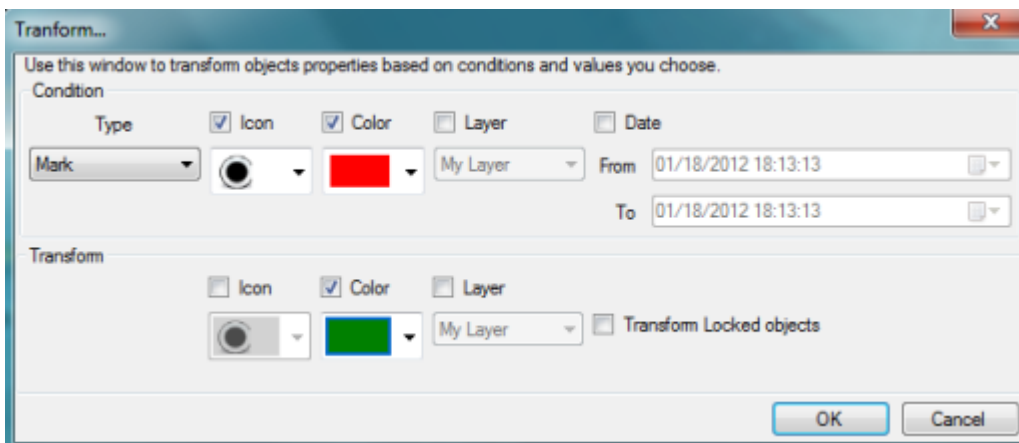 Tranform...
Use this window to transform objects properties based on conditions and values you choose.
Condition
Type Icon Color Layer Date
Mark My Layer From 01/18/2012 18:13:13
To 01/18/2012 18:13:13
Transform
Icon Color Layer
My Layer Transform Locked objects
OK Cancel